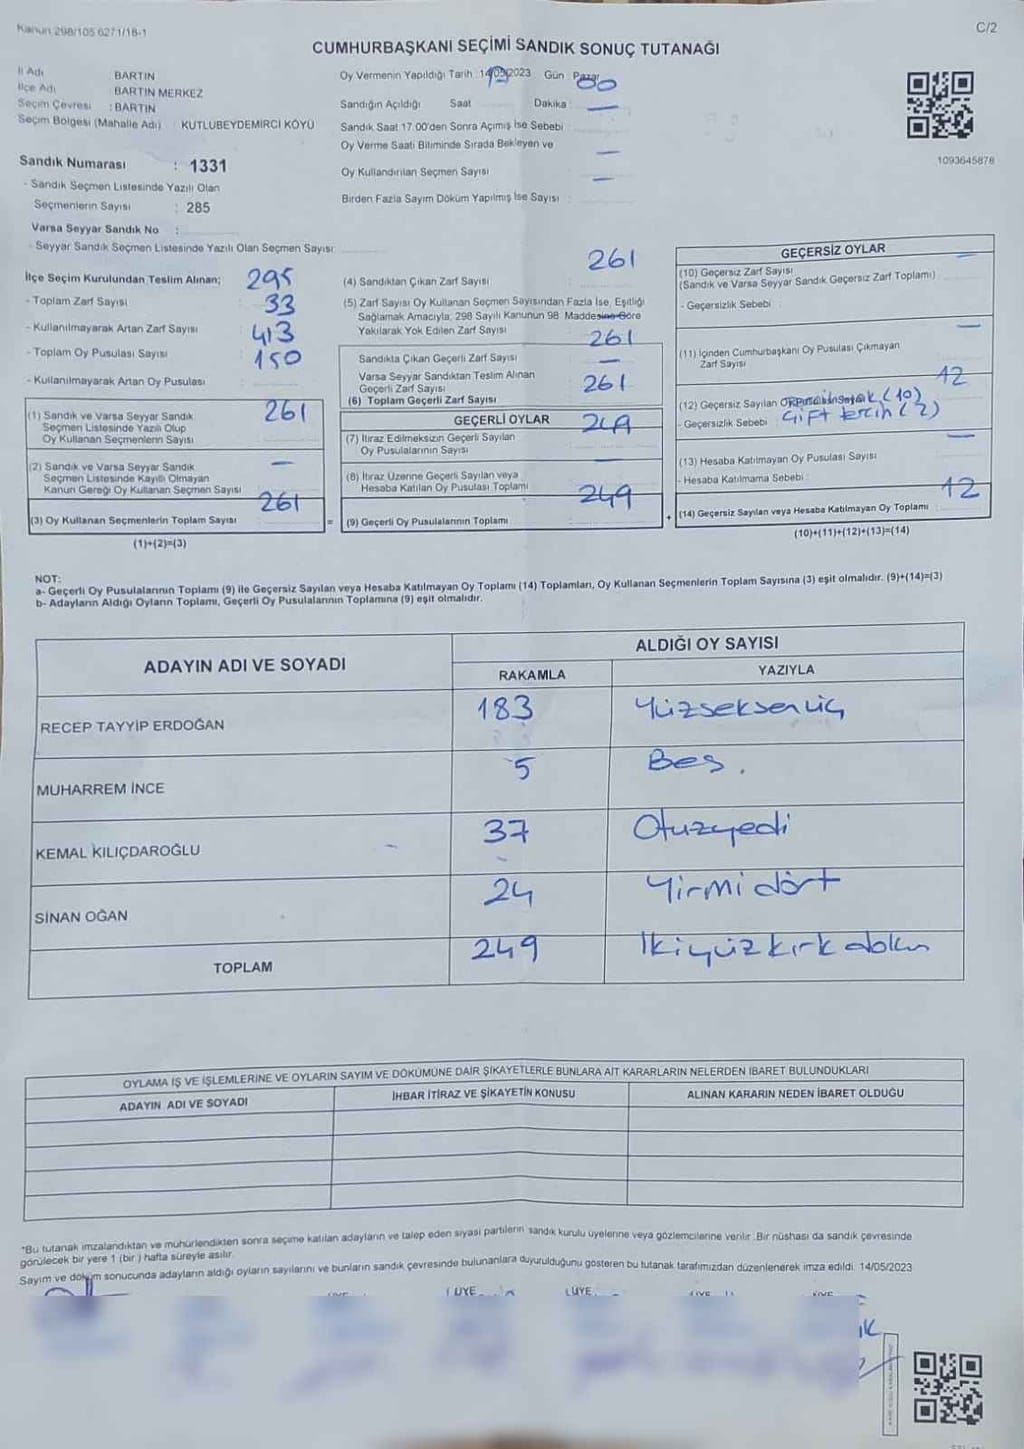 Kanun 298/105 6271/18-1
C/2
CUMHURBAŞKANI SEÇİMİ SANDIK SONUÇ TUTANAĞI
İl Adı BARTIN
İlçe Adı BARTIN MERKEZ
Seçim Çevresi : BARTIN
Seçim Bölgesi (Mahalle Adı) : KUTLUBEYDEMİRCİ KÖYÜ
Sandık Numarası : 1331
- Sandık Seçmen Listesinde Yazılı Olan
Seçmenlerin Sayısı : 285
Varsa Seyyar Sandık No :
- Seyyar Sandık Seçmen Listesinde Yazılı Olan Seçmen Sayısı:
Oy Vermenin Yapıldığı Tarih 14/05/2023 Gün : Pazar
Sandığın Açıldığı Saat Dakika : —
Sandık Saat 17:00'den Sonra Açımış İse Sebebi :
Oy Verme Saati Bitiminde Sırada Bekleyen ve
Oy Kullandırılan Seçmen Sayısı —
Birden Fazla Sayım Döküm Yapılmış İse Sayısı : —
1093645878
İlçe Seçim Kurulundan Teslim Alınan;
- Toplam Zarf Sayısı 295
- Kullanılmayarak Artan Zarf Sayısı 33
- Toplam Oy Pusulası Sayısı 413
- Kullanılmayarak Artan Oy Pusulası 150
(1) Sandık ve Varsa Seyyar Sandık
Seçmen Listesinde Yazılı Olup
Oy Kullanan Seçmenlerin Sayısı 261
(2) Sandık ve Varsa Seyyar Sandık
Seçmen Listesinde Kayıtlı Olmayan
Kanun Gereği Oy Kullanan Seçmen Sayısı —
(3) Oy Kullanan Seçmenlerin Toplam Sayısı 261
(1)+(2)=(3)
(4) Sandıktan Çıkan Zarf Sayısı 261
(5) Zarf Sayısı Oy Kullanan Seçmen Sayısından Fazla İse, Eşitliği
Sağlamak Amacıyla, 298 Sayılı Kanunun 98 Maddesine Göre
Yakılarak Yok Edilen Zarf Sayısı —
Sandıkta Çıkan Geçerli Zarf Sayısı 261
Varsa Seyyar Sandıktan Teslim Alınan
Geçerli Zarf Sayısı —
(6) Toplam Geçerli Zarf Sayısı 261
GEÇERLİ OYLAR
(7) İtiraz Edilmeksizin Geçerli Sayılan
Oy Pusulalarının Sayısı 249
(8) İtiraz Üzerine Geçerli Sayılan veya
Hesaba Katılan Oy Pusulası Toplamı —
= (9) Geçerli Oy Pusulalarının Toplamı 249
GEÇERSİZ OYLAR
(10) Geçersiz Zarf Sayısı
(Sandık ve Varsa Seyyar Sandık Geçersiz Zarf Toplamı) —
- Geçersizlik Sebebi :
(11) İçinden Cumhurbaşkanı Oy Pusulası Çıkmayan
Zarf Sayısı —
(12) Geçersiz Sayılan Oy Pusulası Sayısı 12
(10)
- Geçersizlik Sebebi Çift tercih (2)
(13) Hesaba Katılmayan Oy Pusulası Sayısı —
- Hesaba Katılmama Sebebi :
+ (14) Geçersiz Sayılan veya Hesaba Katılmayan Oy Toplamı 12
(10)+(11)+(12)+(13)=(14)
NOT:
a- Geçerli Oy Pusulalarının Toplamı (9) ile Geçersiz Sayılan veya Hesaba Katılmayan Oy Toplamı (14) Toplamları, Oy Kullanan Seçmenlerin Toplam Sayısına (3) eşit olmalıdır. (9)+(14)=(3)
b- Adayların Aldığı Oyların Toplamı, Geçerli Oy Pusulalarının Toplamına (9) eşit olmalıdır.
ADAYIN ADI VE SOYADI
ALDIĞI OY SAYISI
RAKAMLA YAZIYLA
RECEP TAYYİP ERDOĞAN 183 Yüzseksenüç
MUHARREM İNCE 5 Beş.
KEMAL KILIÇDAROĞLU 37 Otuzyedi
SİNAN OĞAN 24 Yirmi dört
TOPLAM 249 İkiyüz kırk dokuz
OYLAMA İŞ VE İŞLEMLERİNE VE OYLARIN SAYIM VE DÖKÜMÜNE DAİR ŞİKAYETLERLE BUNLARA AİT KARARLARIN NELERDEN İBARET BULUNDUKLARI
ADAYIN ADI VE SOYADI İHBAR İTİRAZ VE ŞİKAYETİN KONUSU ALINAN KARARIN NEDEN İBARET OLDUĞU
*Bu tutanak imzalandıktan ve mühürlendikten sonra seçime katılan adayların ve talep eden siyasi partilerin sandık kurulu üyelerine veya gözlemcilerine verilir. Bir nüshası da sandık çevresinde
görülecek bir yere 1 (bir) hafta süreyle asılır.
Sayım ve döküm sonucunda adayların aldığı oyların sayılarını ve bunların sandık çevresinde bulunanlara duyurulduğunu gösteren bu tutanak tarafımızdan düzenlenerek imza edildi. 14/05/2023
ÜYE ÜYE ÜYE ÜYE ÜYE